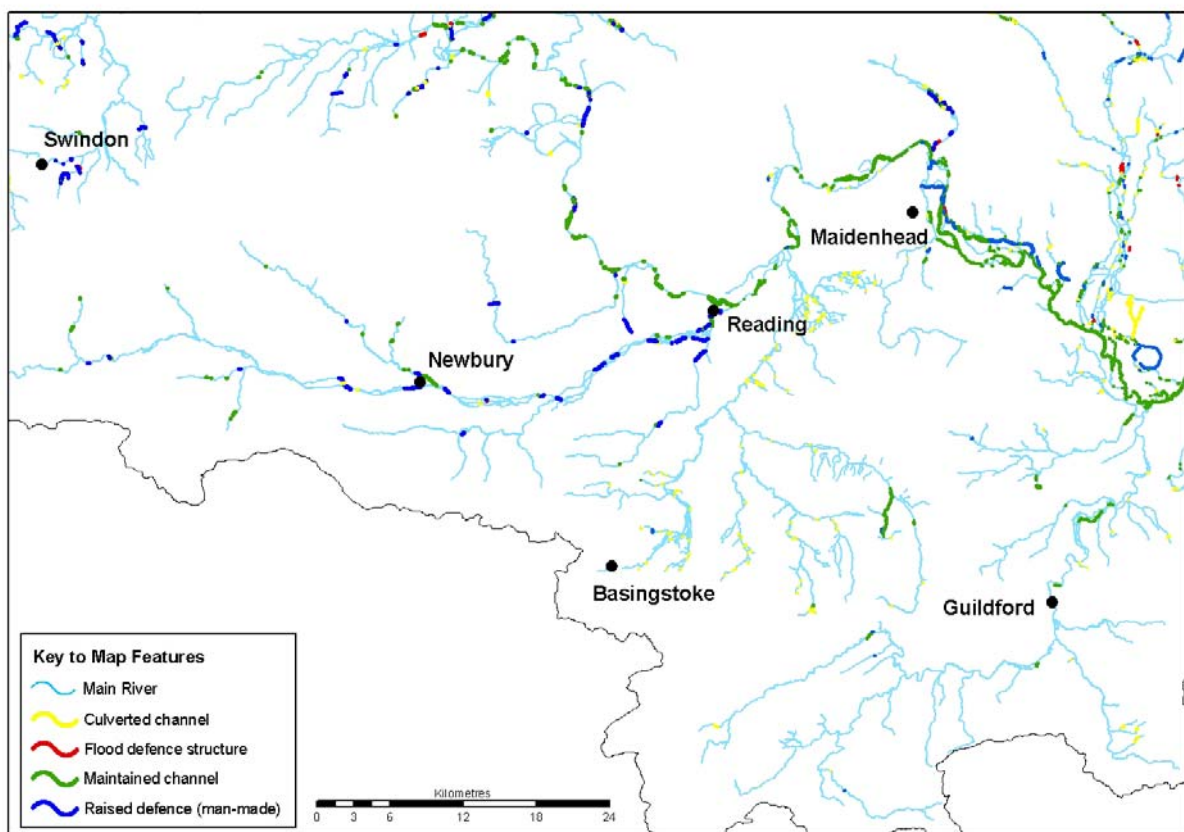 Swindon
Maidenhead
Reading
Newbury
Basingstoke
Guildford
Key to Map Features
Main River
Culverted channel
Flood defence structure
Maintained channel
Raised defence (man-made)
Kilometres
0 3 6 12 18 24